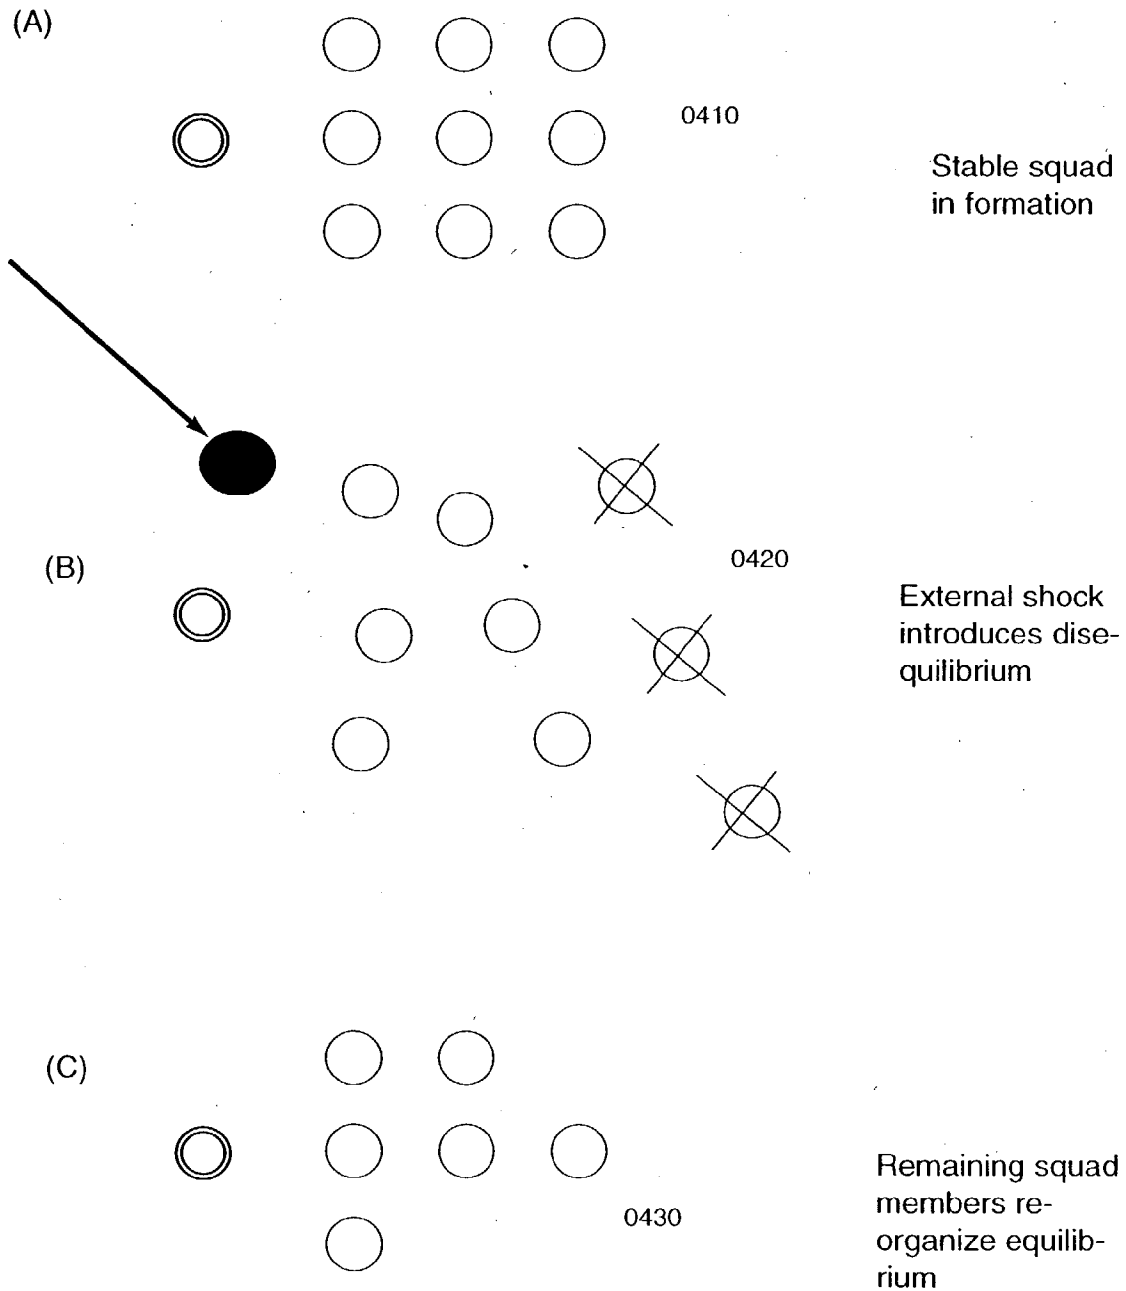 (A)
0410
Stable squad
in formation
(B)
0420
External shock
introduces dise-
quilibrium
(C)
Remaining squad
members re-
organize equilib-
rium
0430